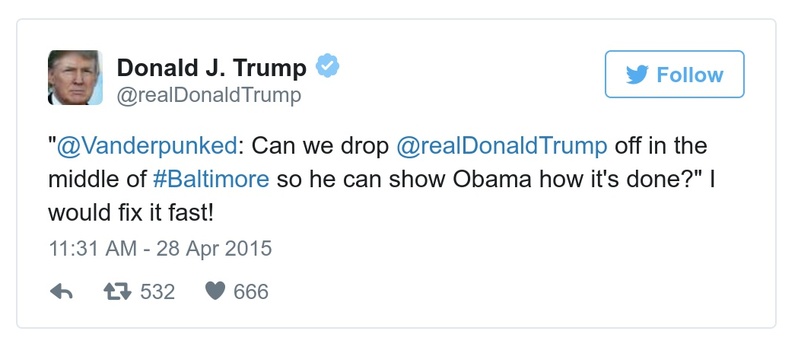 Donald J. Trump
@realDonaldTrump
Follow
"@Vanderpunked: Can we drop @realDonaldTrump off in the
middle of #Baltimore so he can show Obama how it's done?" I
would fix it fast!
11:31 AM - 28 Apr 2015
532 666